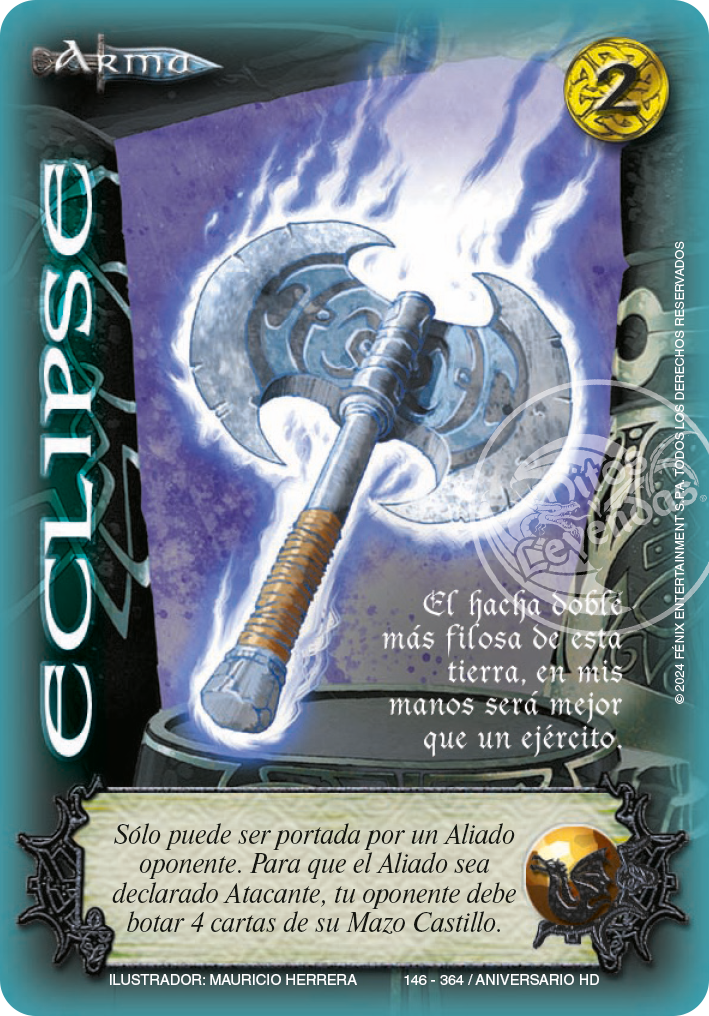 Arma
2
ECLIPSE
El hacha doble
más filosa de esta
tierra, en mis
manos será mejor
que un ejército.
Mitos
Leyendas
®
©2024 FÉNIX ENTERTAINMENT S.P.A. TODOS LOS DERECHOS RESERVADOS
Sólo puede ser portada por un Aliado
oponente. Para que el Aliado sea
declarado Atacante, tu oponente debe
botar 4 cartas de su Mazo Castillo.
ILUSTRADOR: MAURICIO HERRERA 146 - 364 / ANIVERSARIO HD